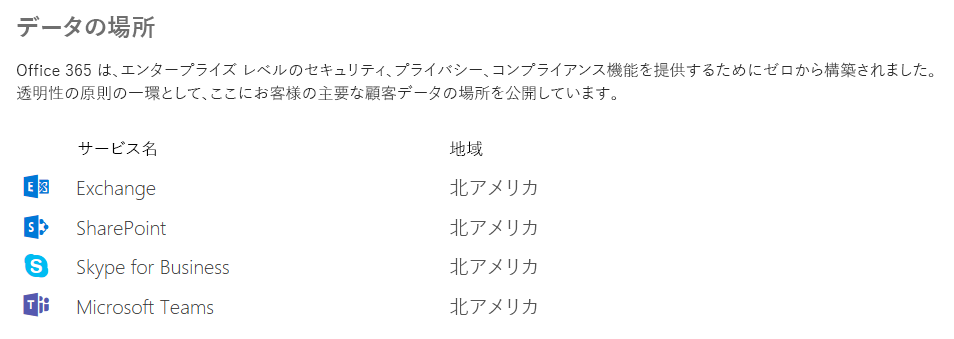 データの場所
Office 365 は、エンタープライズ レベルのセキュリティ、プライバシー、コンプライアンス機能を提供するためにゼロから構築されました。
透明性の原則の一環として、ここにお客様の主要な顧客データの場所を公開しています。
サービス名 地域
Exchange 北アメリカ
SharePoint 北アメリカ
Skype for Business 北アメリカ
Microsoft Teams 北アメリカ